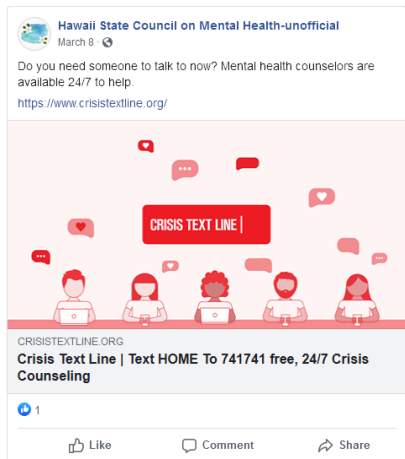 Hawaii State Council on Mental Health-unofficial
March 8 ·
Do you need someone to talk to now? Mental health counselors are
available 24/7 to help.
https://www.crisistextline.org/
CRISIS TEXT LINE |
CRISISTEXTLINE.ORG
Crisis Text Line | Text HOME To 741741 free, 24/7 Crisis
Counseling
1
Like Comment Share